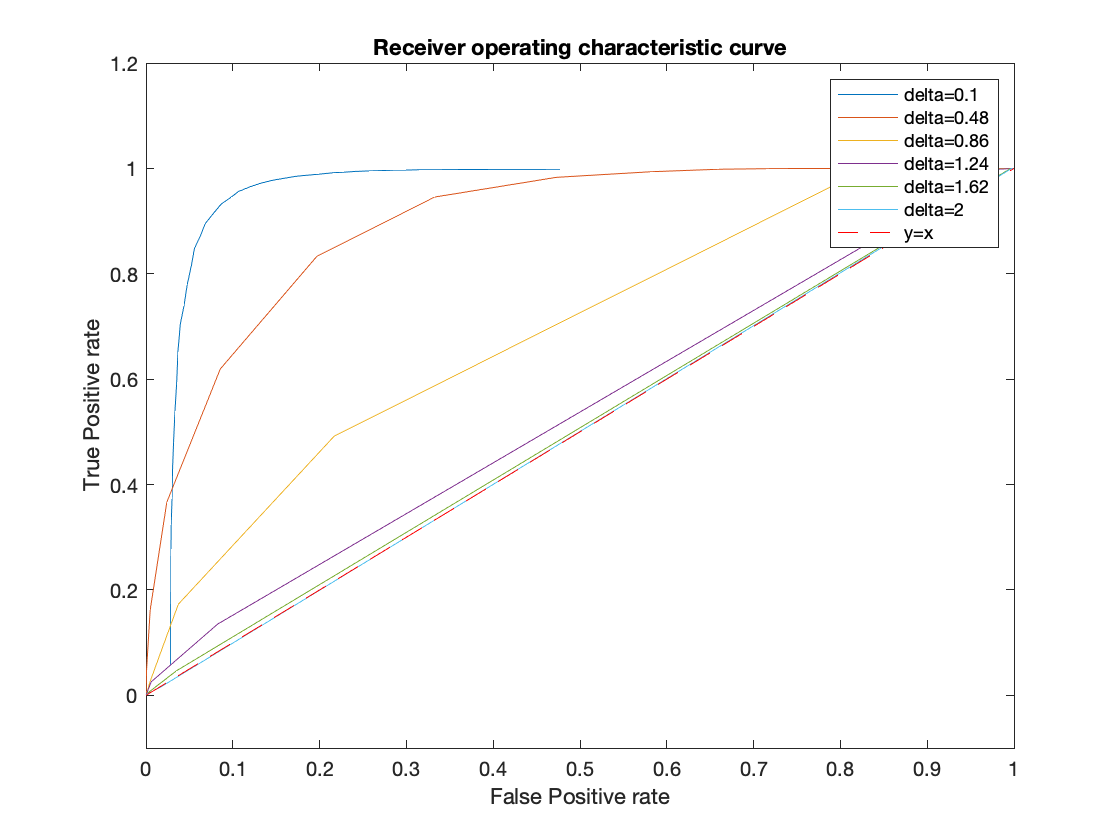 Receiver operating characteristic curve
1.2
1
0.8
0.6
0.4
0.2
0
True Positive rate
delta=0.1
delta=0.48
delta=0.86
delta=1.24
delta=1.62
delta=2
y=x
0 0.1 0.2 0.3 0.4 0.5 0.6 0.7 0.8 0.9 1
False Positive rate